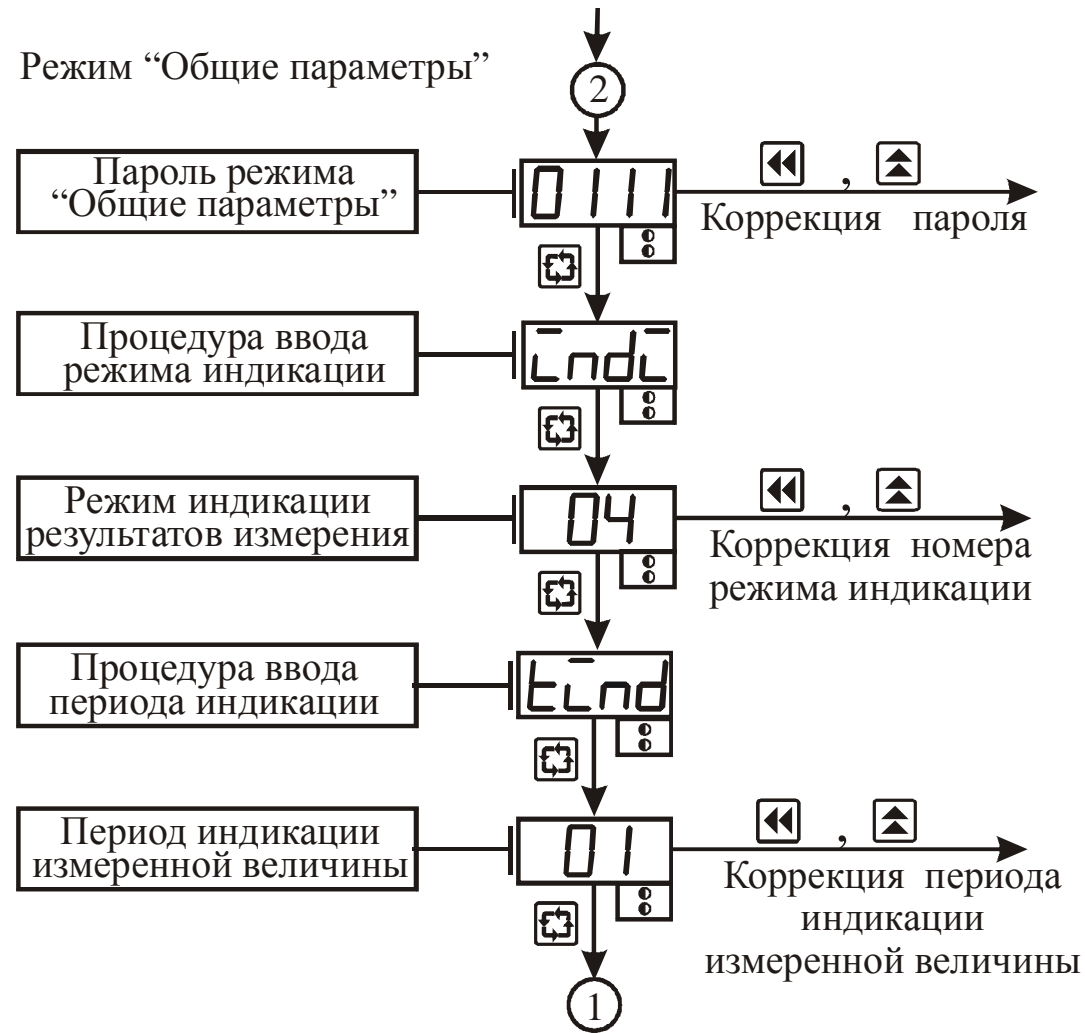 Режим “Общие параметры”
2
Пароль режима
“Общие параметры”
0111
,
Коррекция пароля
Процедура ввода
режима индикации
indi
Режим индикации
результатов измерения
04
,
Коррекция номера
режима индикации
Процедура ввода
периода индикации
tind
Период индикации
измеренной величины
01
,
Коррекция периода
индикации
измеренной величины
1